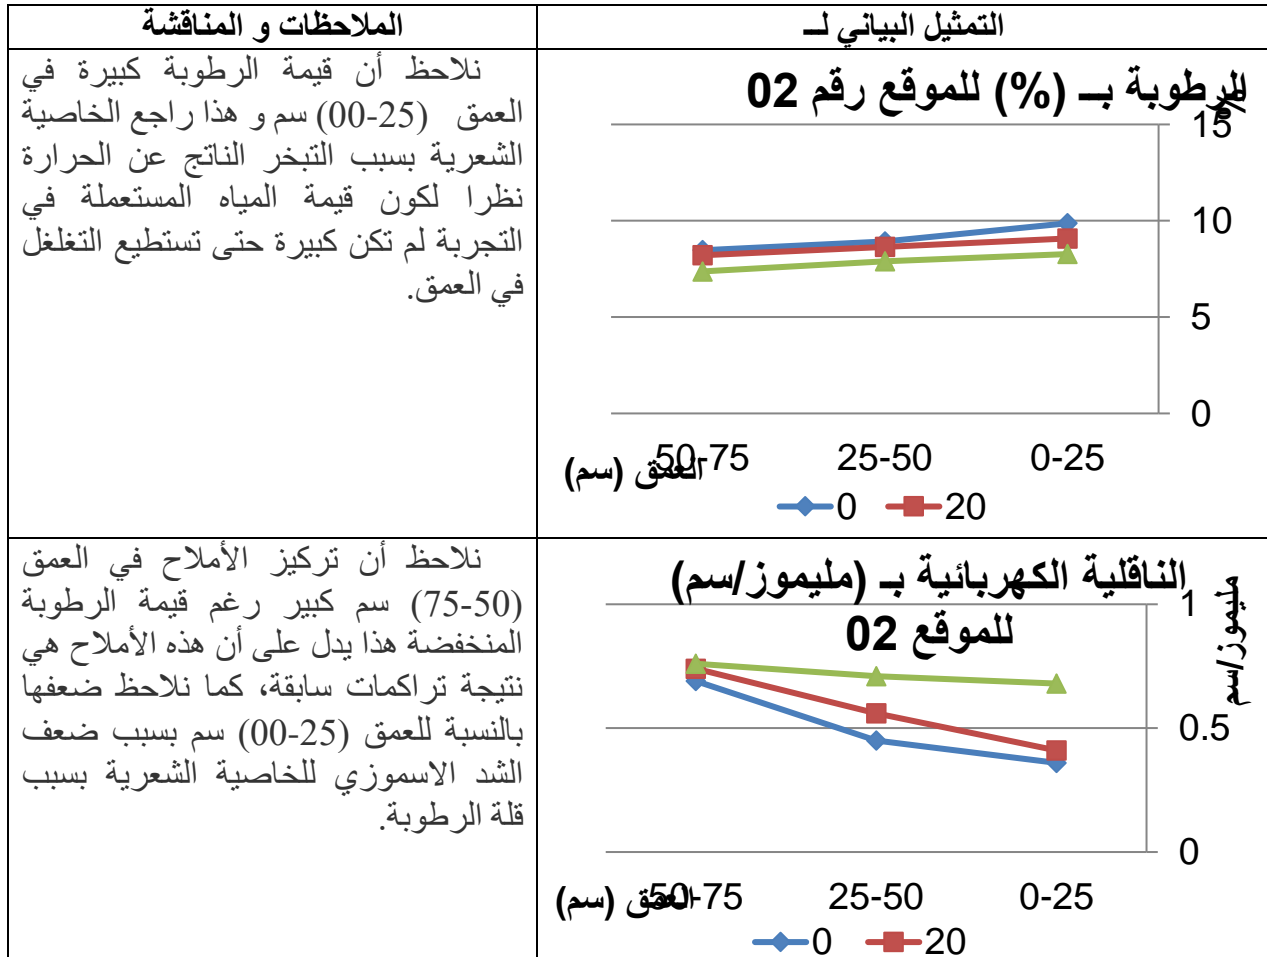 التمثيل البياني لــ
الملاحظات و المناقشة
الرطوبة بــ (%) للموقع رقم 02
%
15
10
5
0
0-25
25-50
50-75
العمق (سم)
0
20
نلاحظ أن قيمة الرطوبة كبيرة في
العمق (25-00) سم و هذا راجع الخاصية
الشعرية بسبب التبخر الناتج عن الحرارة
نظرا لكون قيمة المياه المستعملة في
التجربة لم تكن كبيرة حتى تستطيع التغلغل
في العمق.
الناقلية الكهربائية بـ (مليموز/سم)
للموقع 02
مليموز/سم
1
0.5
0
0-25
25-50
50-75
العمق (سم)
0
20
نلاحظ أن تركيز الأملاح في العمق
(75-50) سم كبير رغم قيمة الرطوبة
المنخفضة هذا يدل على أن هذه الأملاح هي
نتيجة تراكمات سابقة، كما نلاحظ ضعفها
بالنسبة للعمق (25-00) سم بسبب ضعف
الشد الاسموزي للخاصية الشعرية بسبب
قلة الرطوبة.